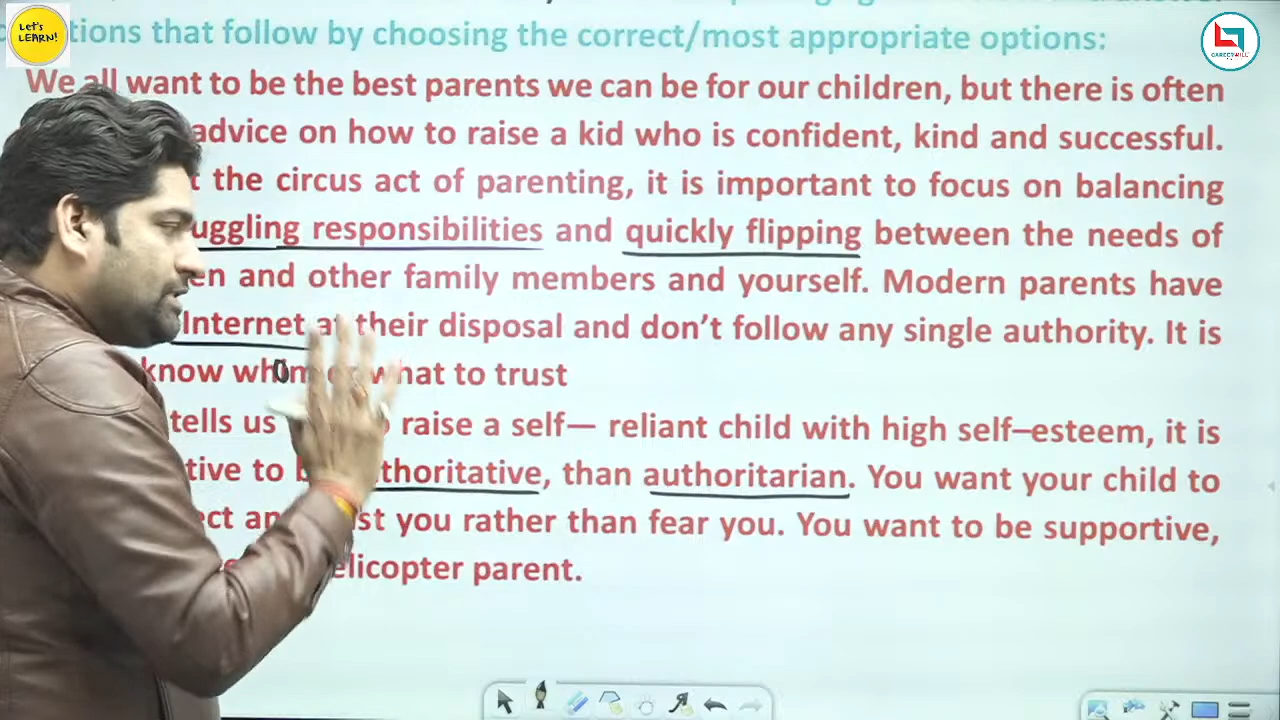 Let's
LEARN!
tions that follow by choosing the correct/most appropriate options:
We all want to be the best parents we can be for our children, but there is often
advice on how to raise a kid who is confident, kind and successful.
the circus act of parenting, it is important to focus on balancing
uggling responsibilities and quickly flipping between the needs of
en and other family members and yourself. Modern parents have
Internet at their disposal and don't follow any single authority. It is
know whom or what to trust
tells us raise a self— reliant child with high self–esteem, it is
tive to thoritative, than authoritarian. You want your child to
ect an st you rather than fear you. You want to be supportive,
elicopter parent.